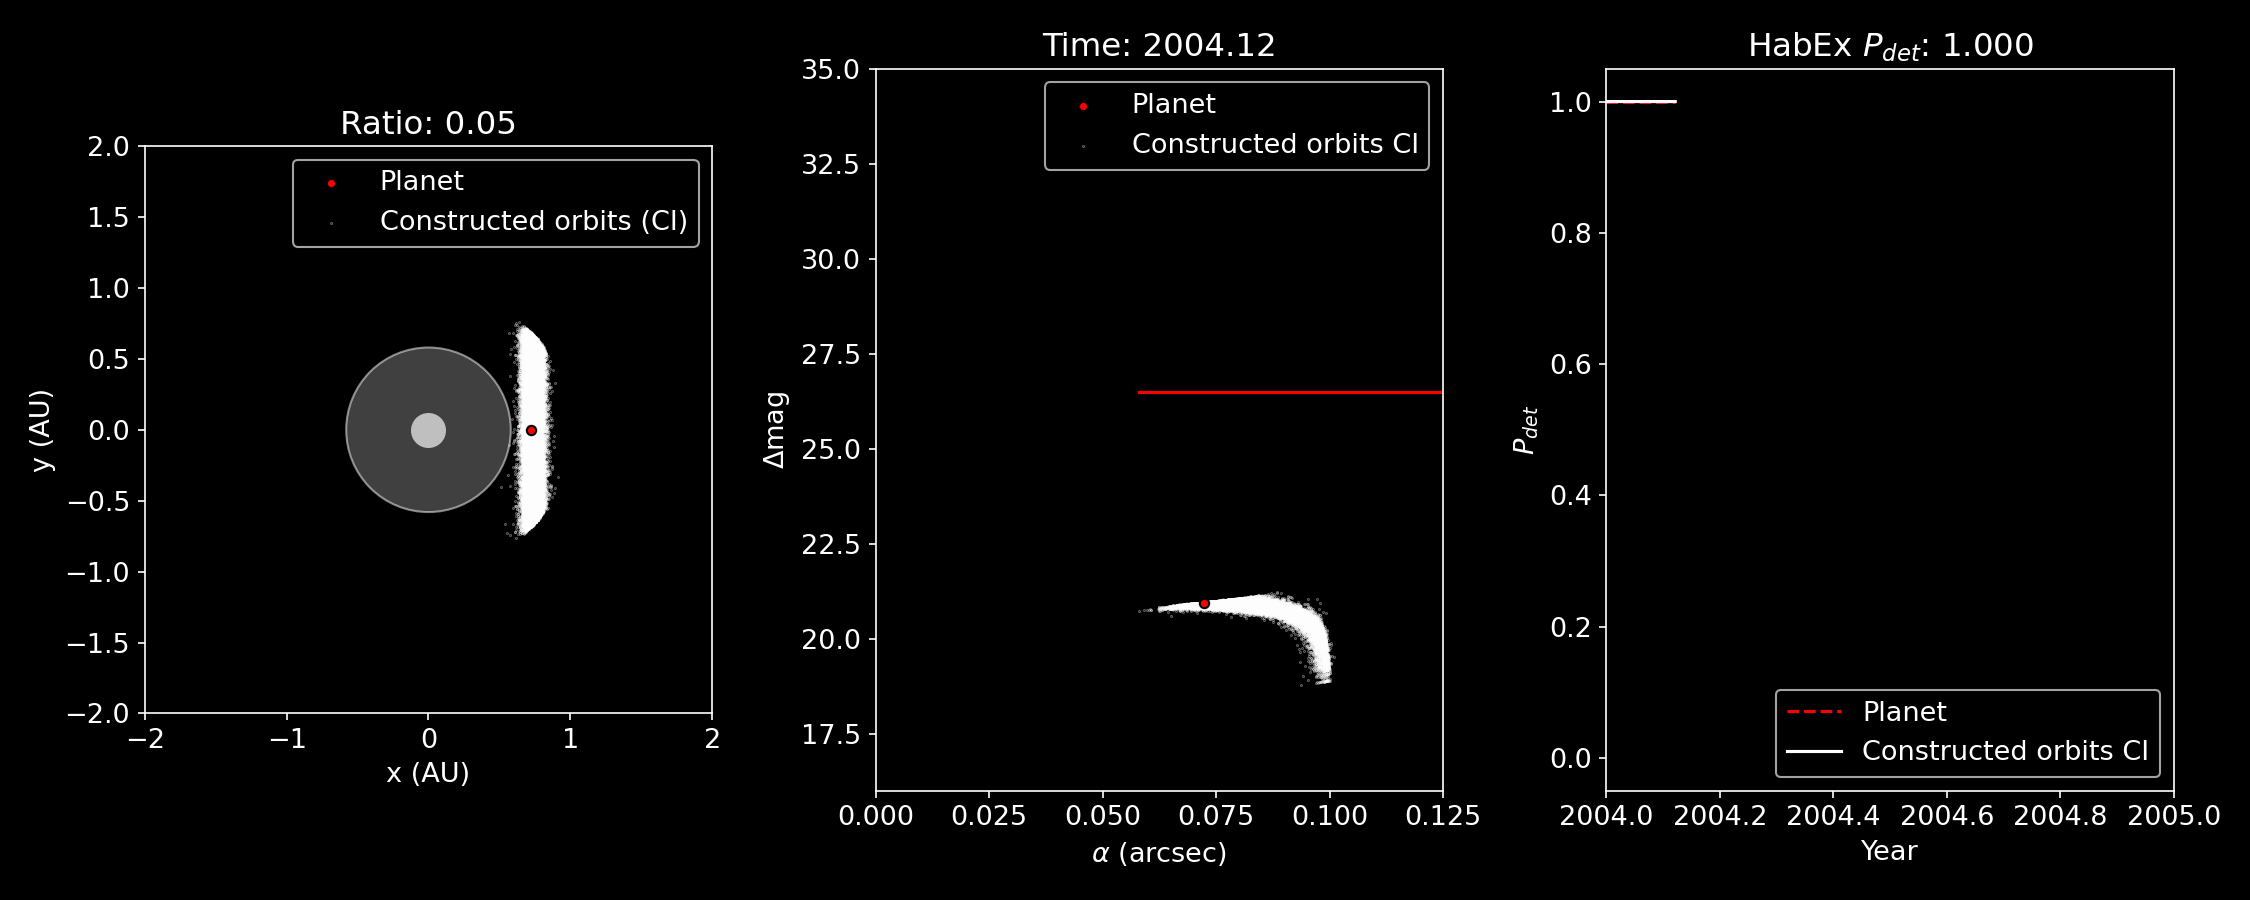 Ratio: 0.05
2.0
1.5
1.0
0.5
0.0
−0.5
−1.0
−1.5
−2.0
y (AU)
−2
−1
0
1
2
x (AU)
Planet
Constructed orbits (CI)
Time: 2004.12
35.0
32.5
30.0
27.5
25.0
22.5
20.0
17.5
Δmag
0.000
0.025
0.050
0.075
0.100
0.125
α (arcsec)
Planet
Constructed orbits CI
HabEx P_det: 1.000
1.0
0.8
0.6
0.4
0.2
0.0
P_det
2004.0
2004.2
2004.4
2004.6
2004.8
2005.0
Year
Planet
Constructed orbits CI